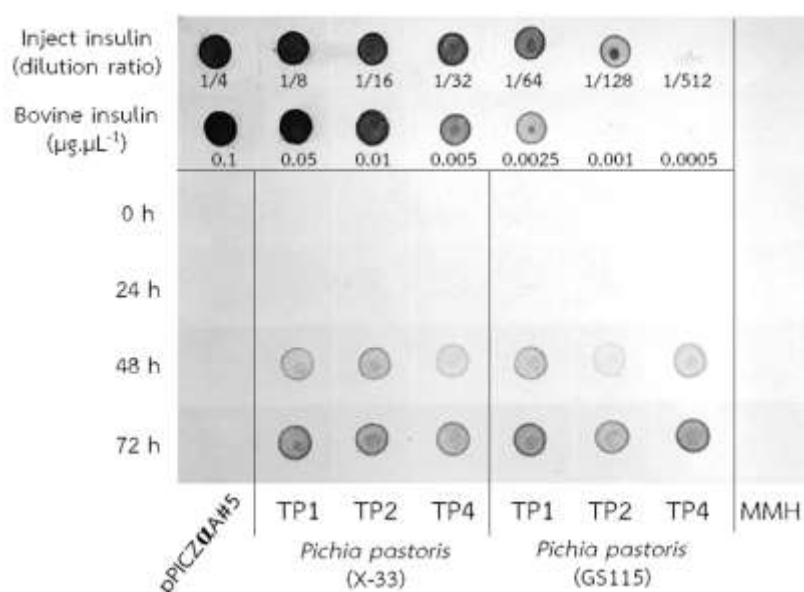 Inject insulin
(dilution ratio)
1/4 1/8 1/16 1/32 1/64 1/128 1/512
Bovine insulin
(µg.µL⁻¹)
0.1 0.05 0.01 0.005 0.0025 0.001 0.0005
0 h
24 h
48 h
72 h
pPICZαA#5 TP1 TP2 TP4 TP1 TP2 TP4 MMH
Pichia pastoris Pichia pastoris
(X-33) (GS115)